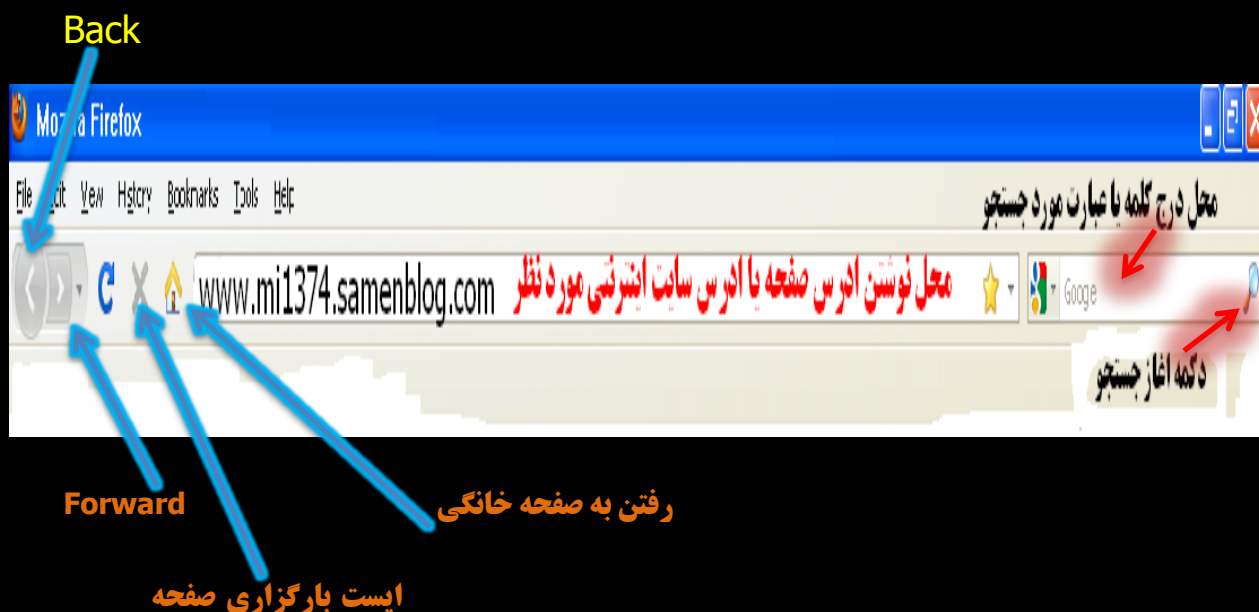 Back
Mozilla Firefox
File Edit View History Bookmarks Tools Help
محل درج کلمه یا عبارت مورد جستجو
www.mi1374.samenblog.com
محل نوشتن ادرس صفحه یا ادرس سایت اینترنتی مورد نظر
Google
دکمه اغاز جستجو
Forward
رفتن به صفحه خانگی
ایست بارگزاری صفحه